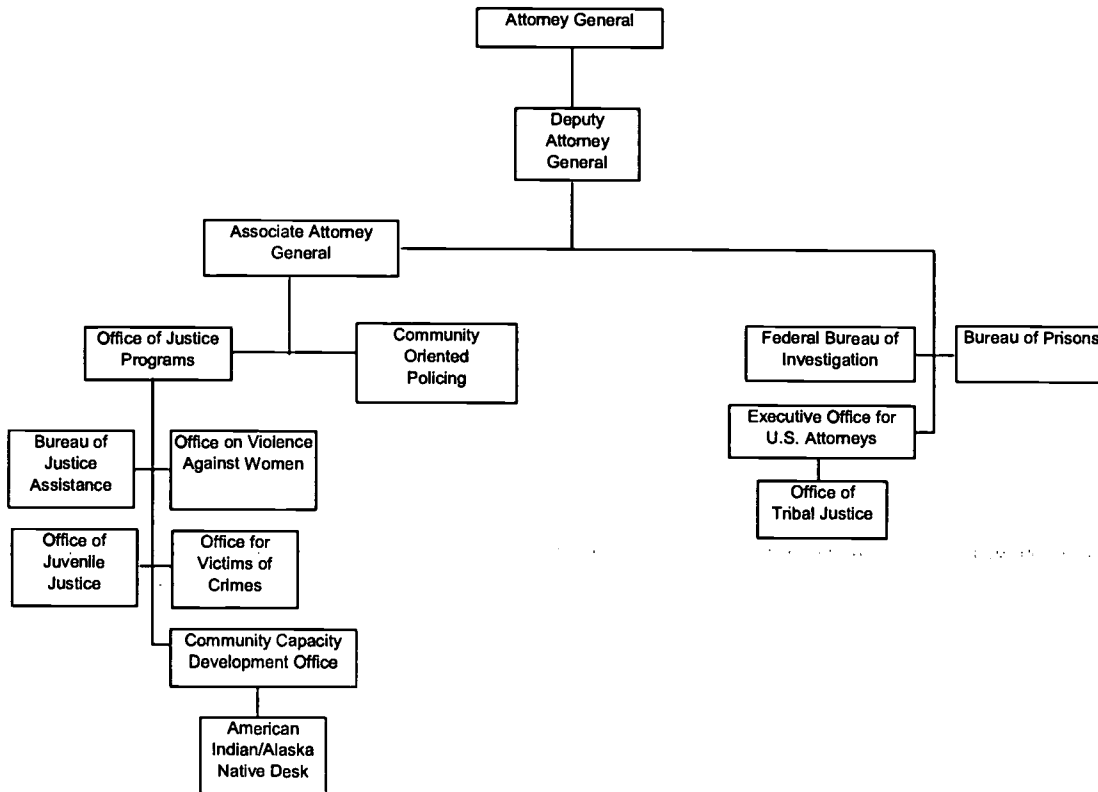 Attorney General
Deputy
Attorney
General
Associate Attorney
General
Office of Justice
Programs
Community
Oriented
Policing
Federal Bureau of
Investigation
Bureau of Prisons
Executive Office for
U.S. Attorneys
Office of
Tribal Justice
Bureau of
Justice
Assistance
Office on Violence
Against Women
Office of
Juvenile
Justice
Office for
Victims of
Crimes
Community Capacity
Development Office
American
Indian/Alaska
Native Desk